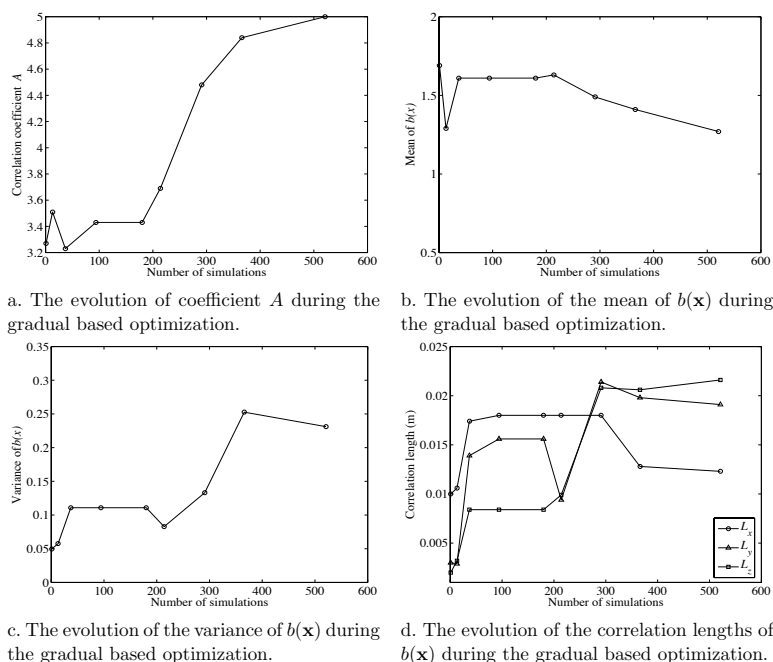 5
4.8
4.6
4.4
4.2
4
3.8
3.6
3.4
3.2
Correlation coefficient A
0 100 200 300 400 500 600
Number of simulations
2
1.5
1
0.5
Mean of b(x)
0 100 200 300 400 500 600
Number of simulations
a. The evolution of coefficient A during the
gradual based optimization.
b. The evolution of the mean of b(x) during
the gradual based optimization.
0.35
0.3
0.25
0.2
0.15
0.1
0.05
0
Variance of b(x)
0 100 200 300 400 500 600
Number of simulations
0.025
0.02
0.015
0.01
0.005
Correlation length (m)
0 100 200 300 400 500 600
Number of simulations
Lx
Ly
Lz
c. The evolution of the variance of b(x) during
the gradual based optimization.
d. The evolution of the correlation lengths of
b(x) during the gradual based optimization.